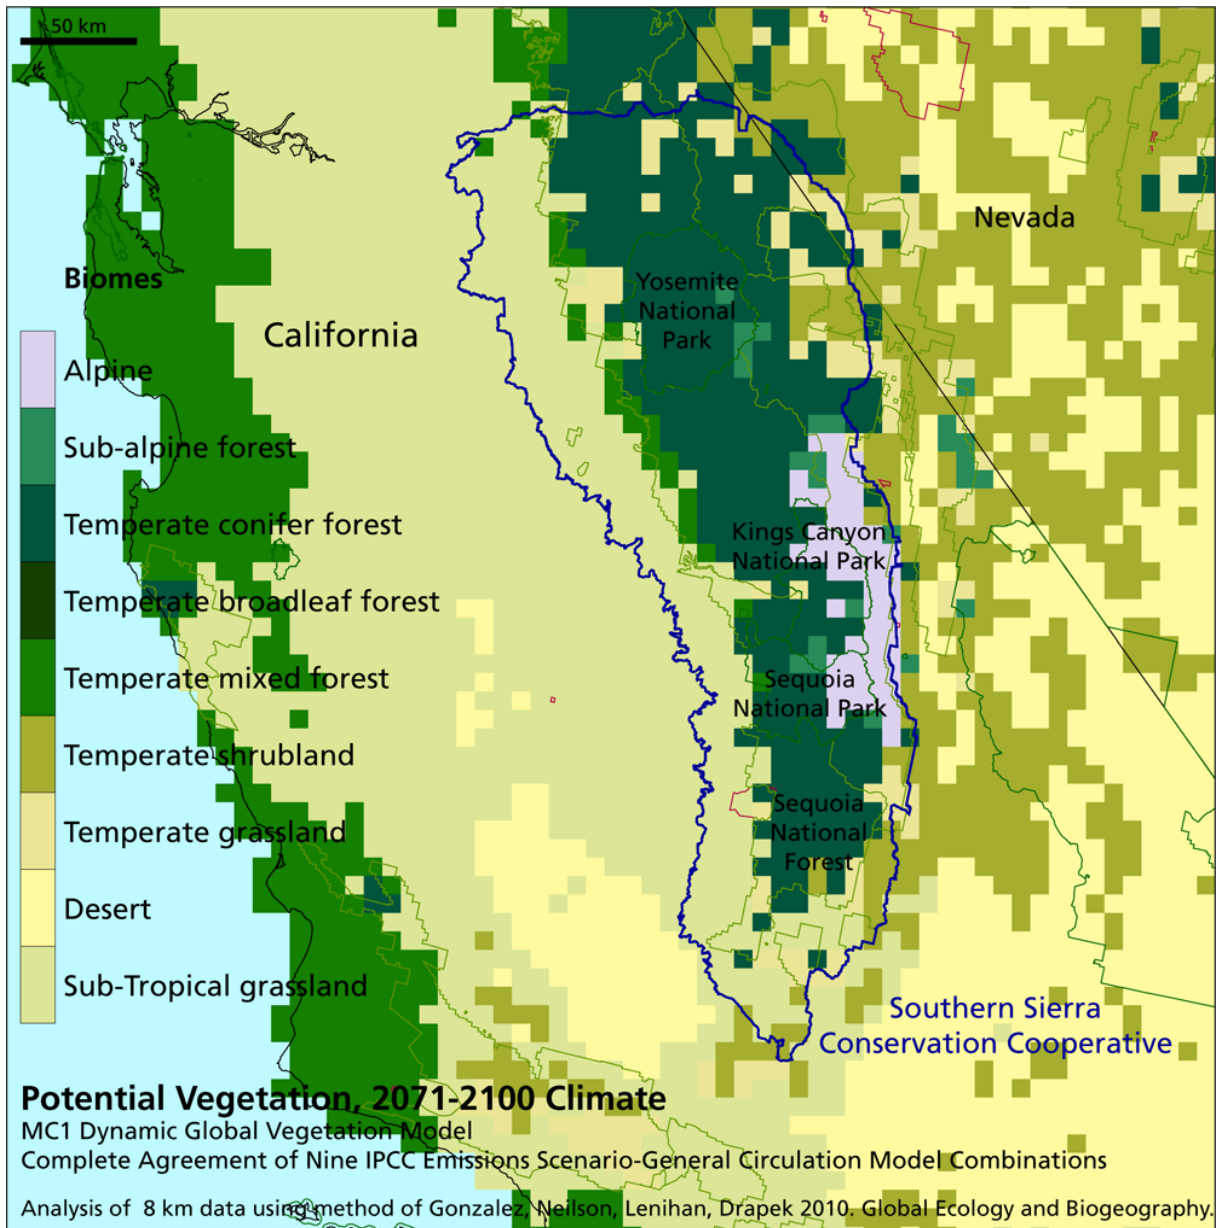 50 km
Nevada
Biomes
Yosemite
National
Park
California
Alpine
Sub-alpine forest
Temperate conifer forest
Kings Canyon
National Park
Temperate broadleaf forest
Temperate mixed forest
Sequoia
National Park
Temperate shrubland
Temperate grassland
Sequoia
National
Forest
Desert
Sub-Tropical grassland
Southern Sierra
Conservation Cooperative
Potential Vegetation, 2071-2100 Climate
MC1 Dynamic Global Vegetation Model
Complete Agreement of Nine IPCC Emissions Scenario-General Circulation Model Combinations
Analysis of 8 km data using method of Gonzalez, Neilson, Lenihan, Drapek 2010. Global Ecology and Biogeography.